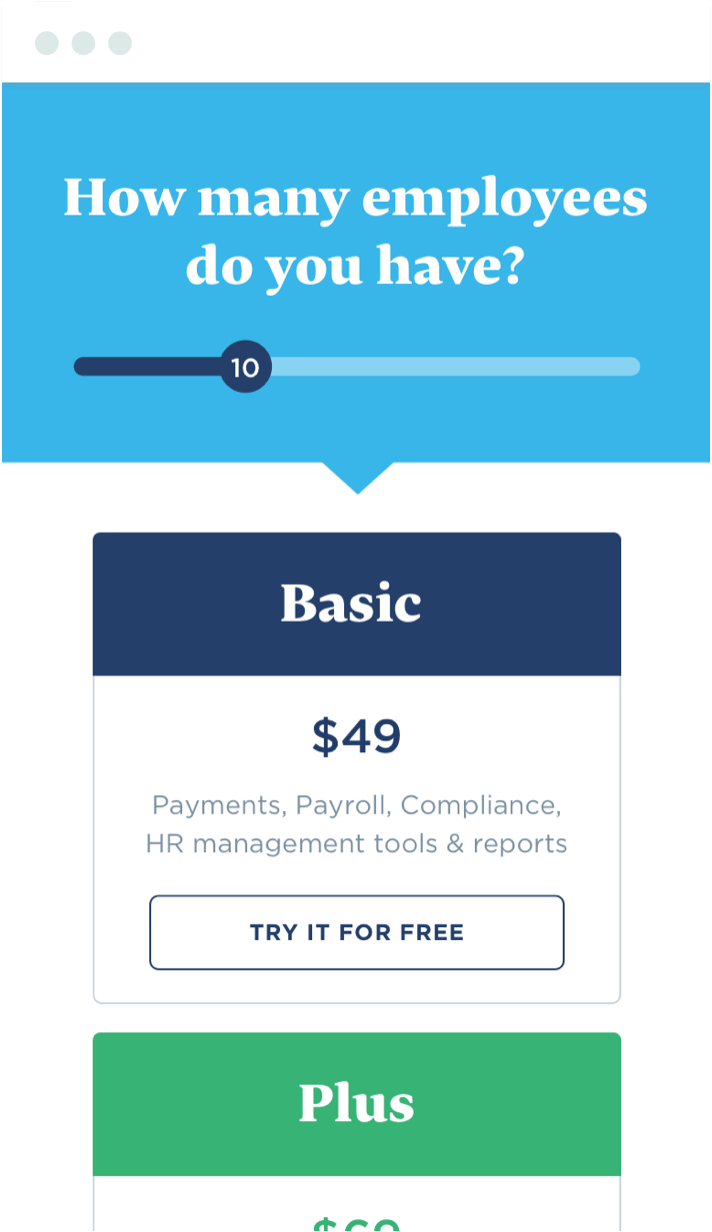 How many employees
do you have?
10
Basic
$49
Payments, Payroll, Compliance,
HR management tools & reports
TRY IT FOR FREE
Plus